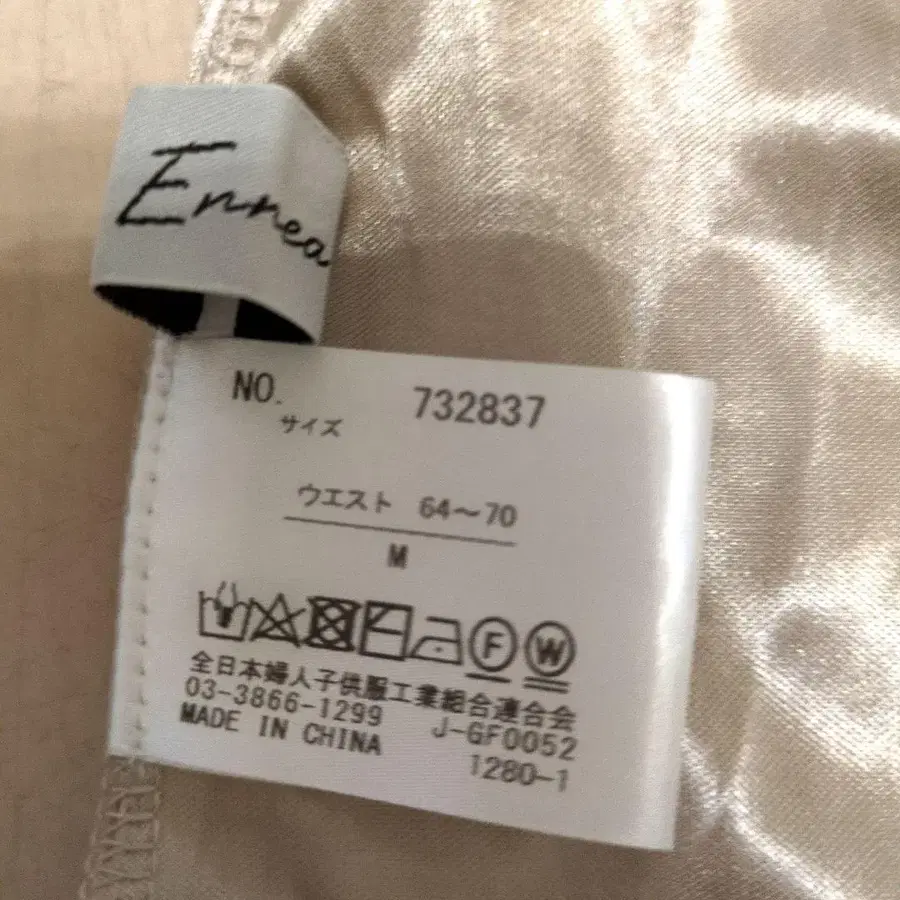 Ennea
NO. 732837
サイズ
ウエスト 64～70
M
F W
全日本婦人子供服工業組合連合会
03-3866-1299 J-GF0052
MADE IN CHINA 1280-1